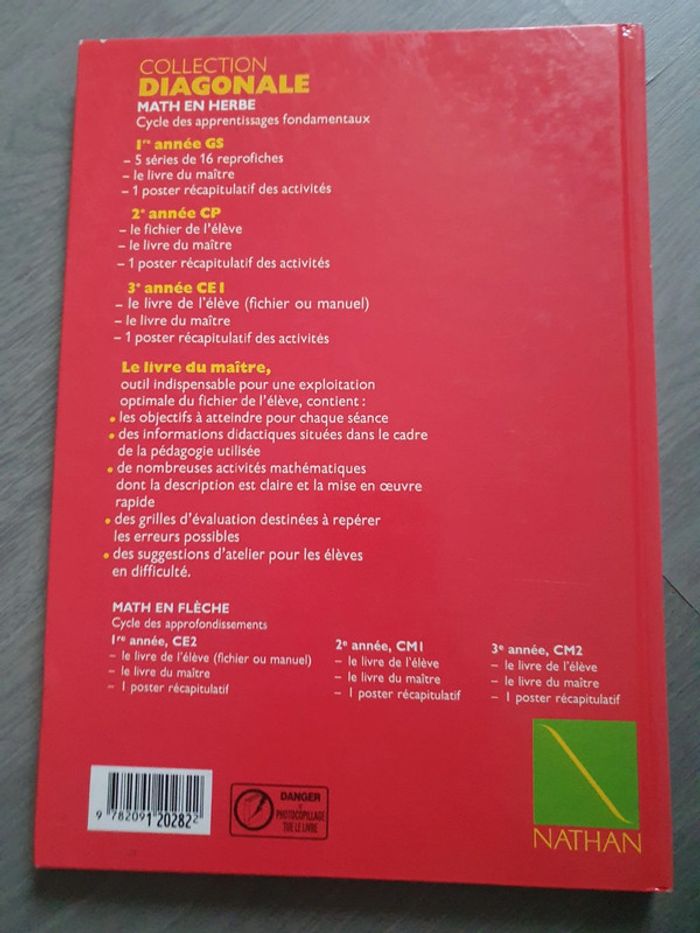 COLLECTION
DIAGONALE
MATH EN HERBE
Cycle des apprentissages fondamentaux
1re année GS
– 5 séries de 16 reprofiches
– le livre du maître
– 1 poster récapitulatif des activités
2e année CP
– le fichier de l'élève
– le livre du maître
– 1 poster récapitulatif des activités
3e année CE1
– le livre de l'élève (fichier ou manuel)
– le livre du maître
– 1 poster récapitulatif des activités
Le livre du maître,
outil indispensable pour une exploitation
optimale du fichier de l'élève, contient :
• les objectifs à atteindre pour chaque séance
• des informations didactiques situées dans le cadre
de la pédagogie utilisée
• de nombreuses activités mathématiques
dont la description est claire et la mise en œuvre
rapide
• des grilles d'évaluation destinées à repérer
les erreurs possibles
• des suggestions d'atelier pour les élèves
en difficulté.
MATH EN FLÈCHE
Cycle des approfondissements
1re année, CE2
– le livre de l'élève (fichier ou manuel)
– le livre du maître
– 1 poster récapitulatif
2e année, CM1
– le livre de l'élève
– le livre du maître
– 1 poster récapitulatif
3e année, CM2
– le livre de l'élève
– le livre du maître
– 1 poster récapitulatif
9 782091 202822
DANGER
LE
PHOTOCOPILLAGE
TUE LE LIVRE
NATHAN